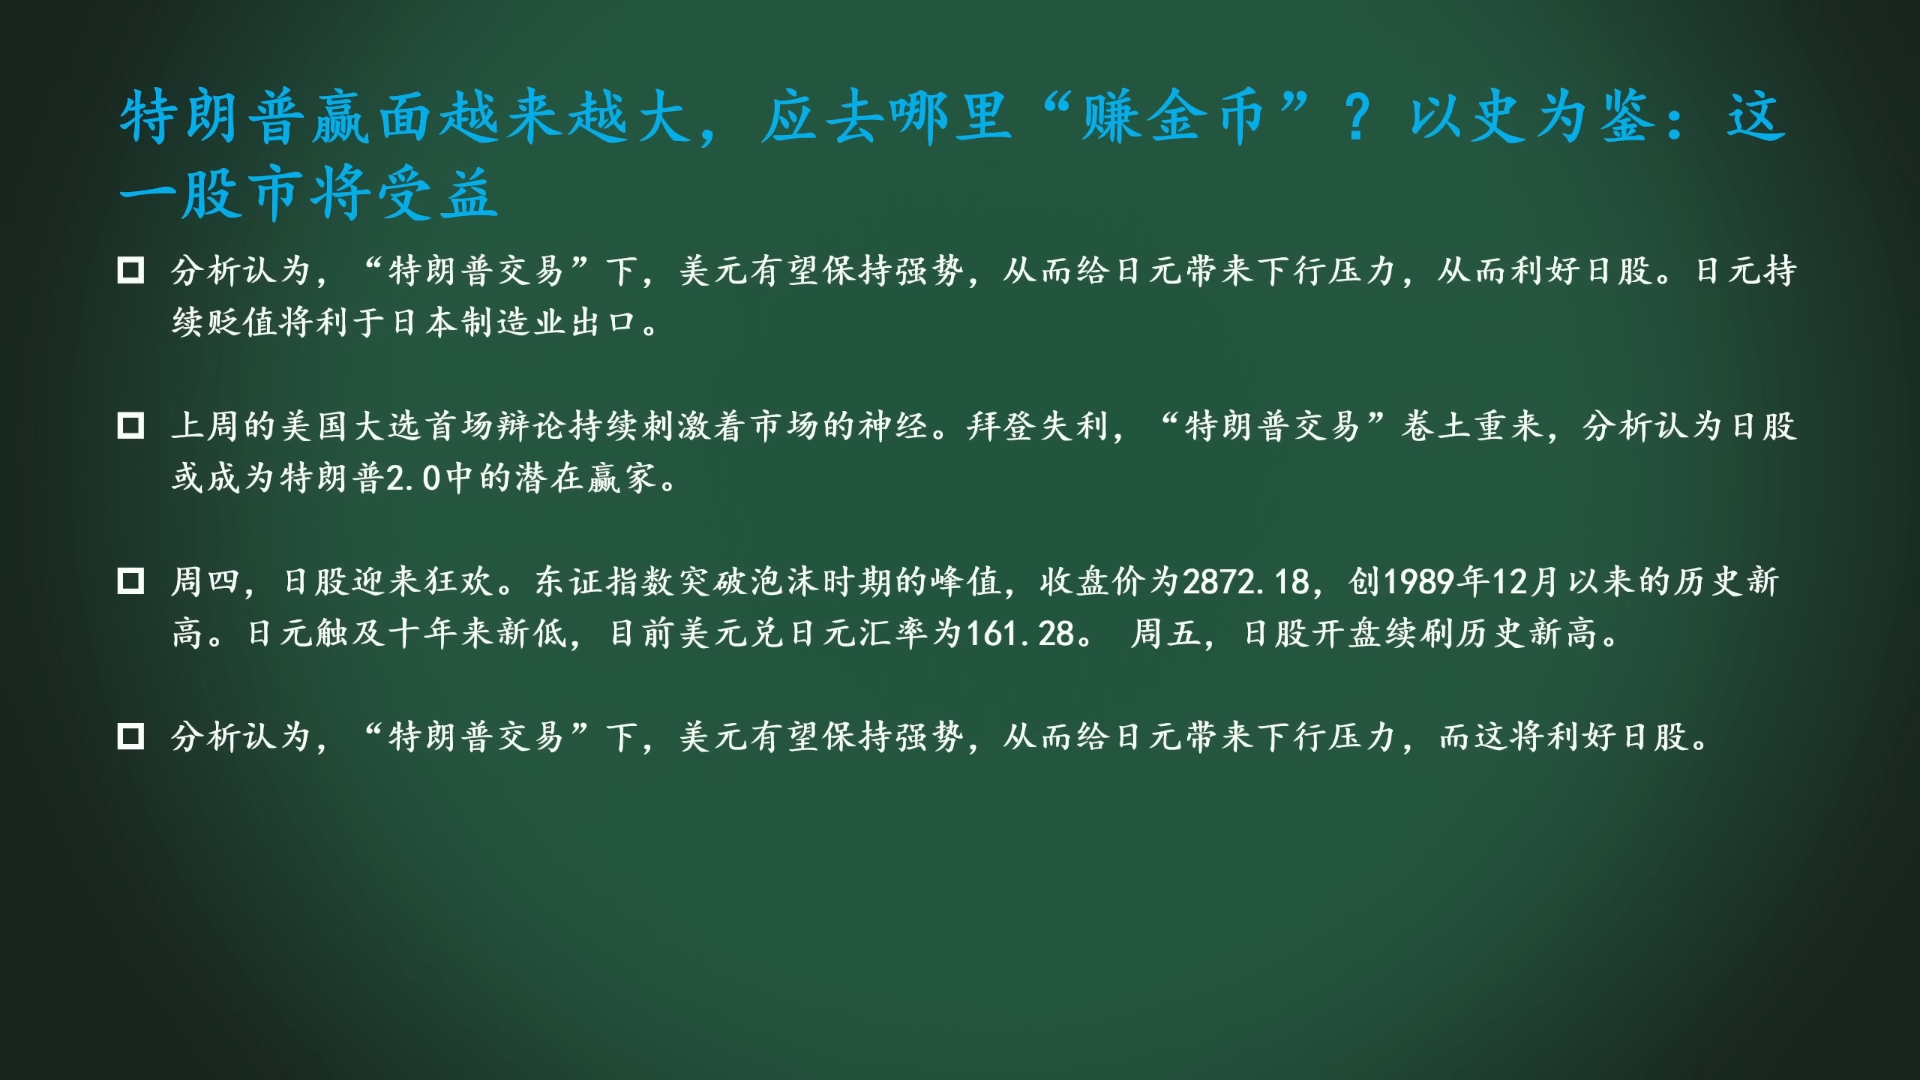 特朗普赢面越来越大，应去哪里“赚金币”？以史为鉴：这
一股市将受益
分析认为，“特朗普交易”下，美元有望保持强势，从而给日元带来下行压力，从而利好日股。日元持
续贬值将利于日本制造业出口。
上周的美国大选首场辩论持续刺激着市场的神经。拜登失利，“特朗普交易”卷土重来，分析认为日股
或成为特朗普2.0中的潜在赢家。
周四，日股迎来狂欢。东证指数突破泡沫时期的峰值，收盘价为2872.18，创1989年12月以来的历史新
高。日元触及十年来新低，目前美元兑日元汇率为161.28。 周五，日股开盘续刷历史新高。
分析认为，“特朗普交易”下，美元有望保持强势，从而给日元带来下行压力，而这将利好日股。